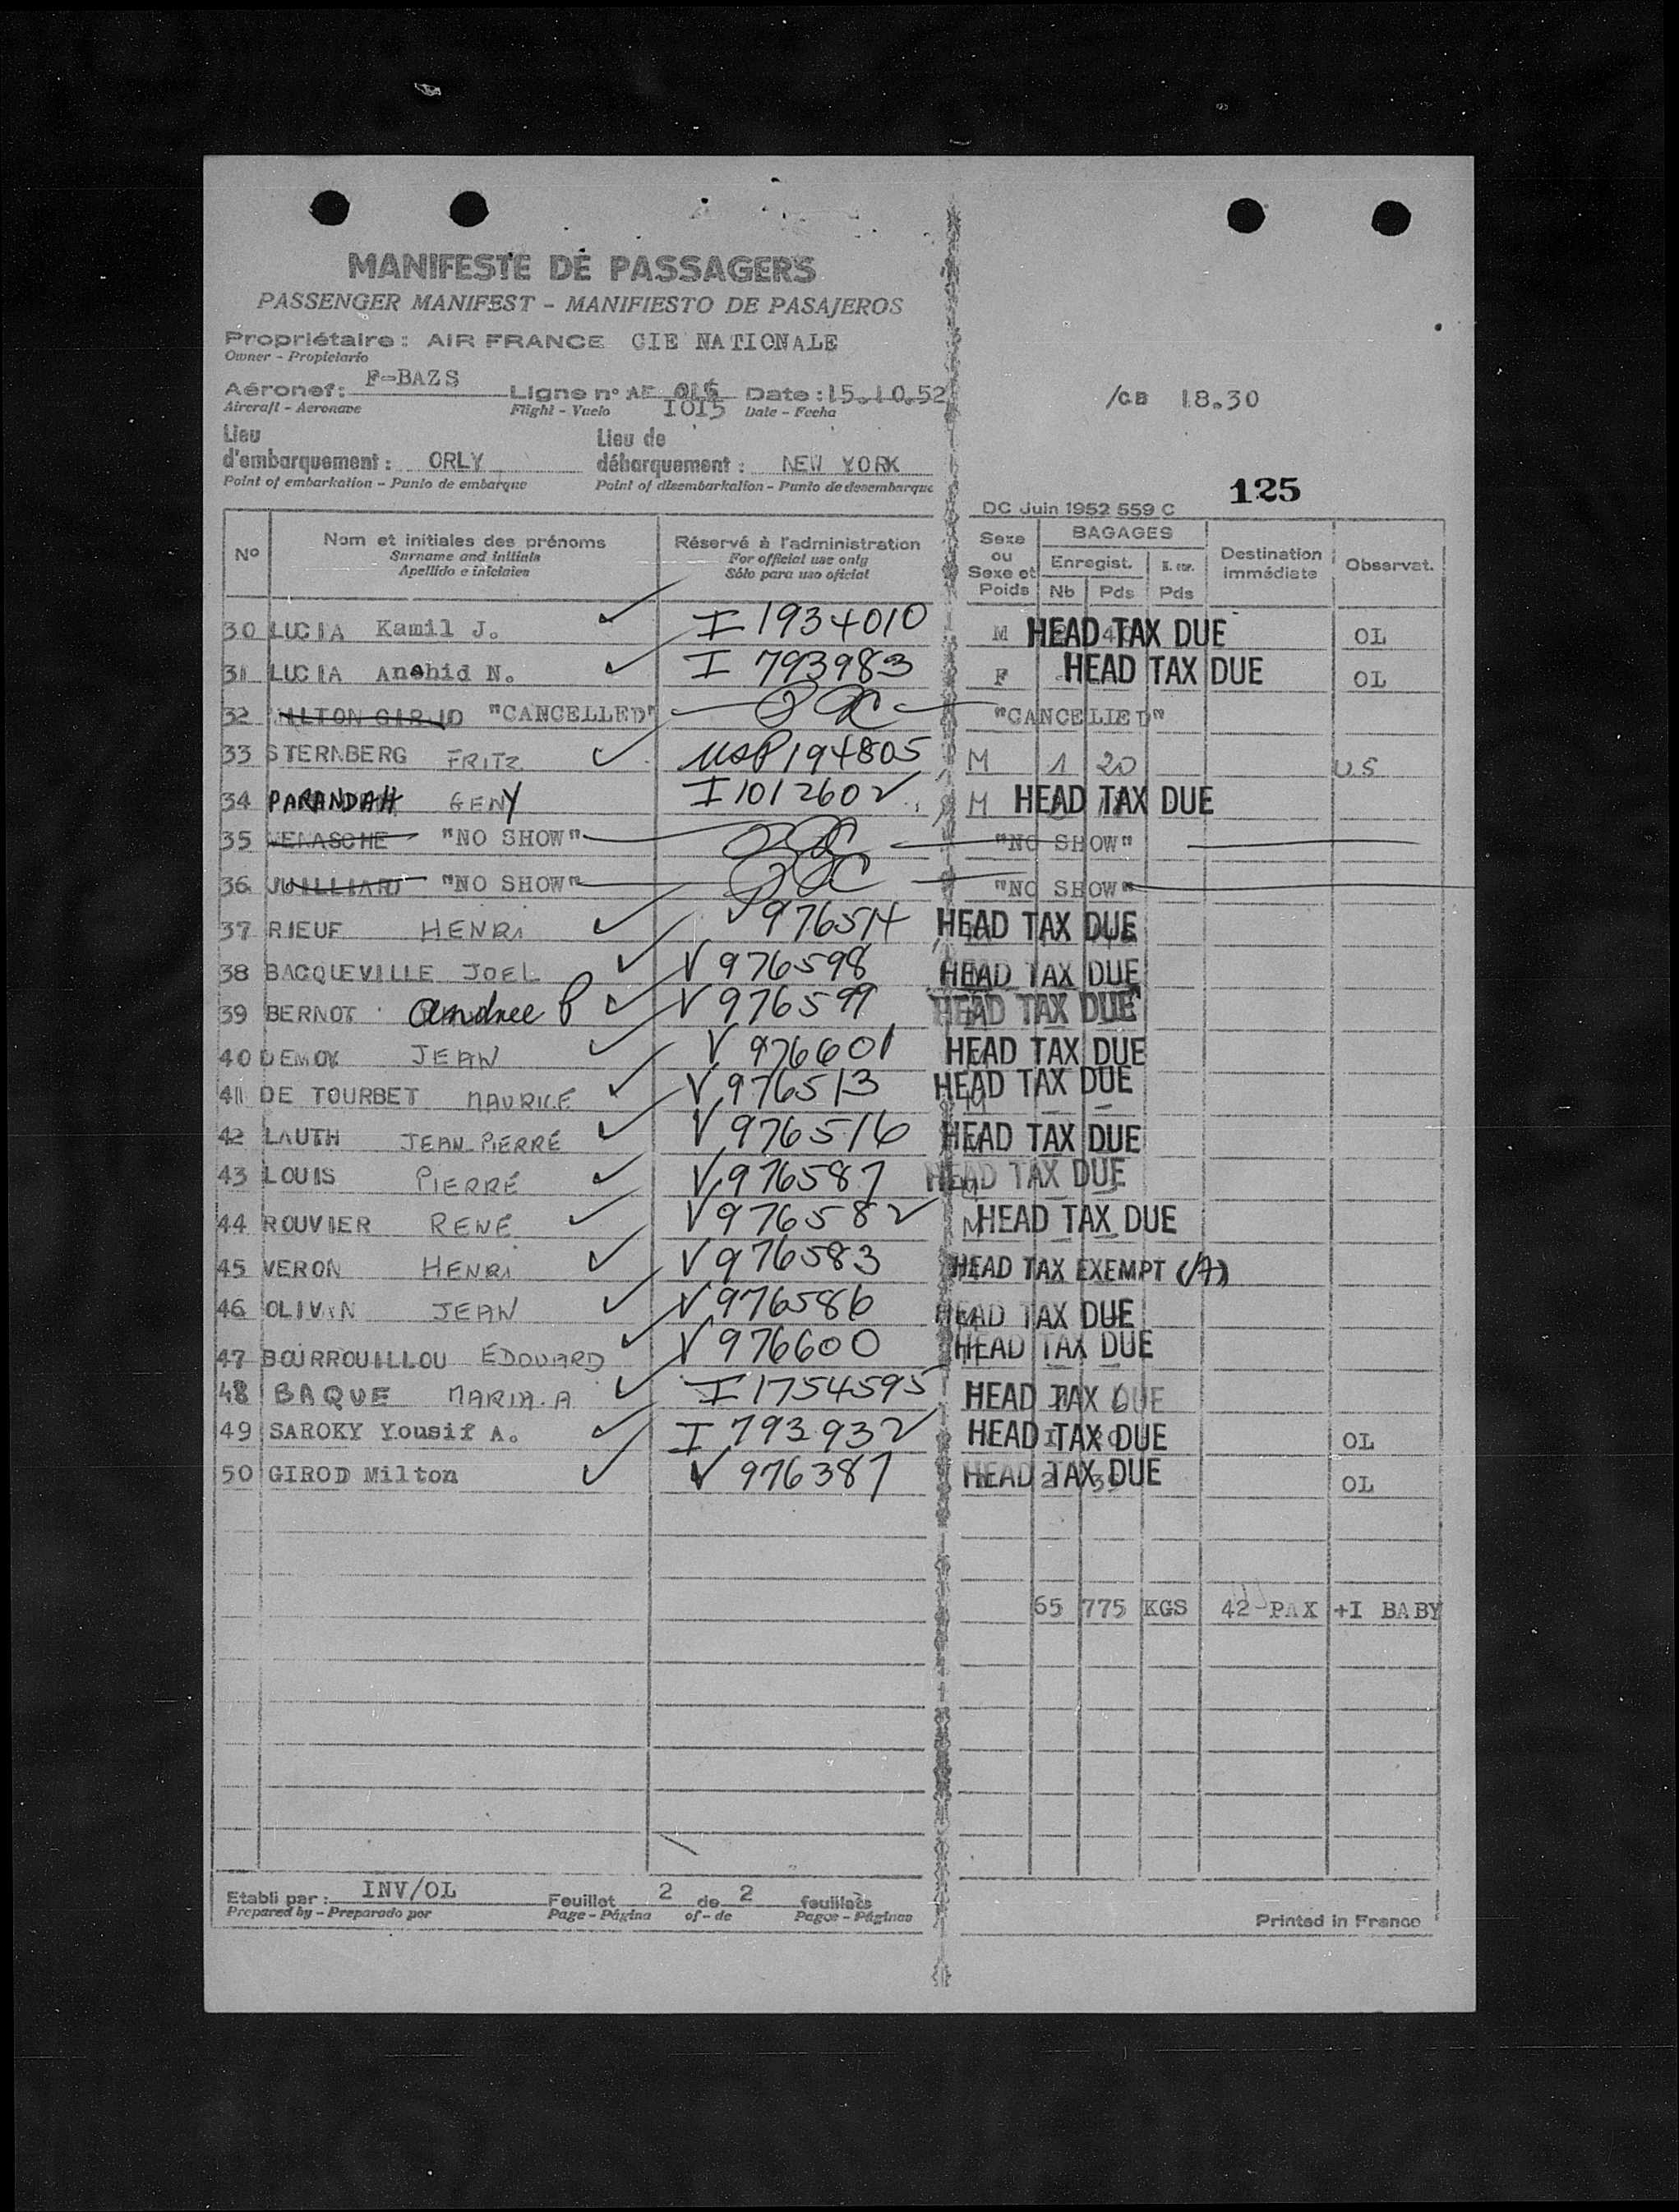 MANIFESTE DE PASSAGERS
PASSENGER MANIFEST - MANIFIESTO DE PASAJEROS
Propriétaire : AIR FRANCE CIE NATIONALE
Owner - Propietario
Aéronef: F-BAZS Ligne n° AF 1015 Date : 15.10.52 /CB 18.30
Aircraft - Aeronave Flight - Vuelo Date - Fecha
Lieu d'embarquement : ORLY Lieu de débarquement : NEW YORK
Point of embarkation - Punto de embarque Point of disembarkation - Punto de desembarque
125
DC Juin 1952 559 C
N° Nom et initiales des prénoms Réservé à l'administration Sexe ou Sexe et Poids BAGAGES Destination immédiate Observat.
Surname and initials For official use only Enregist.
Apellido e iniciales Sólo para uso oficial Nb Pds Pds
30 LUCIA Kamil J. I 1934010 M HEAD TAX DUE OL
31 LUCIA Anahid N. I 793983 F HEAD TAX DUE OL
32 "CANCELLED" "CANCELLED"
33 STERNBERG FRITZ USP 194805 M 1 20 US
34 PARANDAH GENY I 1012602 M HEAD TAX DUE
35 "NO SHOW" "NO SHOW"
36 JUILLIARD "NO SHOW" "NO SHOW"
37 RIEUF HENRI V 976514 HEAD TAX DUE
38 BACQUEVILLE JOEL V 976598 HEAD TAX DUE
39 BERNOT Andree P V 976599 HEAD TAX DUE
40 DEMOY JEAN V 976601 HEAD TAX DUE
41 DE TOURBET MAURICE V 976513 HEAD TAX DUE
42 LAUTH JEAN-PIERRE V 976516 HEAD TAX DUE
43 LOUIS PIERRE V 976587 HEAD TAX DUE
44 ROUVIER RENE V 976582 M HEAD TAX DUE
45 VERON HENRI V 976583 HEAD TAX EXEMPT (A)
46 OLIVIN JEAN V 976586 HEAD TAX DUE
47 BOURROUILLOU EDOUARD V 976600 HEAD TAX DUE
48 BAQUE MARIA.A I 1754595 HEAD TAX DUE
49 SAROKY Yousif A. I 793932 HEAD TAX DUE OL
50 GIROD Milton V 976387 HEAD TAX DUE OL
65 775 KGS 42 PAX +I BABY
Etabli par : INV/OL Feuillet 2 de 2 feuillets
Prepared by - Preparado por Page - Página of - de Pages - Páginas
Printed in France